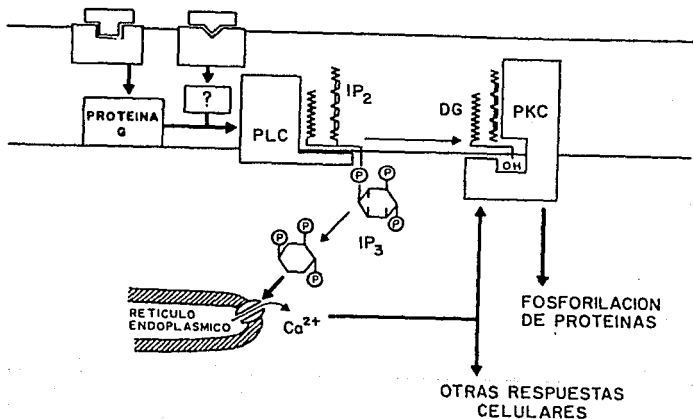 PROTEINA
G
?
PLC
IP₂
DG
PKC
OH
P
P
P
IP₃
P
P
P
RETICULO
ENDOPLASMICO
Ca²⁺
FOSFORILACION
DE PROTEINAS
OTRAS RESPUESTAS
CELULARES